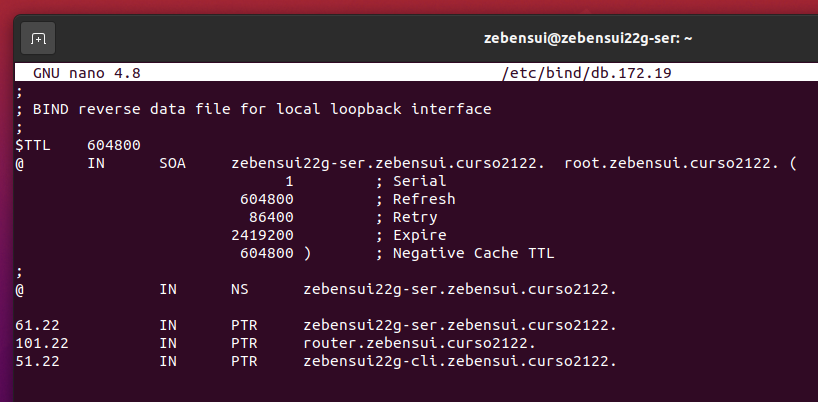 zebensui@zebensui22g-ser: ~
GNU nano 4.8 /etc/bind/db.172.19
;
; BIND reverse data file for local loopback interface
;
$TTL 604800
@ IN SOA zebensui22g-ser.zebensui.curso2122. root.zebensui.curso2122. (
1 ; Serial
604800 ; Refresh
86400 ; Retry
2419200 ; Expire
604800 ) ; Negative Cache TTL
;
@ IN NS zebensui22g-ser.zebensui.curso2122.
61.22 IN PTR zebensui22g-ser.zebensui.curso2122.
101.22 IN PTR router.zebensui.curso2122.
51.22 IN PTR zebensui22g-cli.zebensui.curso2122.